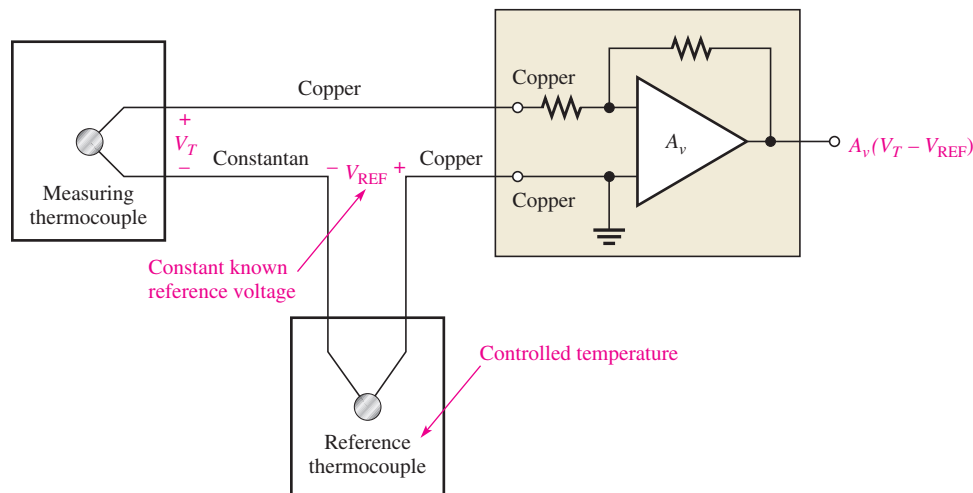 Copper
Copper
+
V_T
−
Constantan
− V_REF +
Copper
Copper
A_v
A_v(V_T − V_REF)
Measuring
thermocouple
Constant known
reference voltage
Controlled temperature
Reference
thermocouple